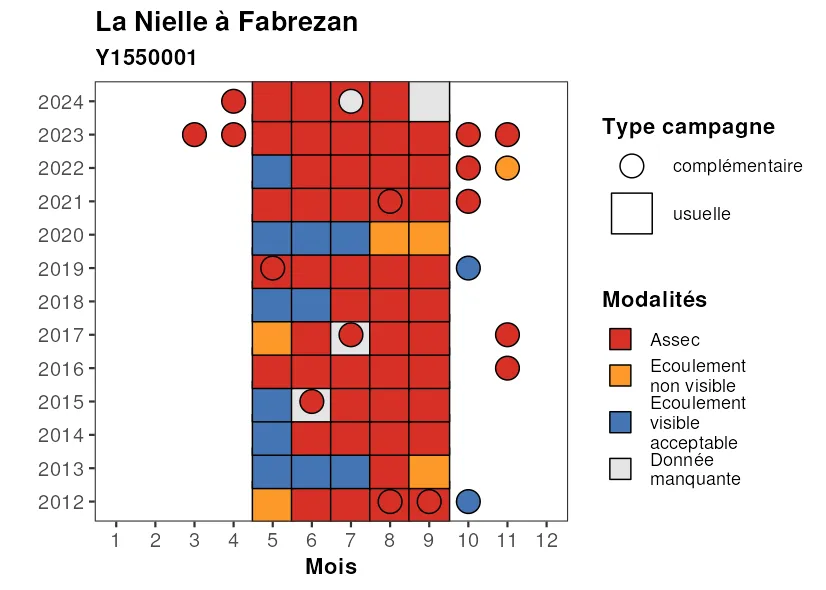 La Nielle à Fabrezan
Y1550001
2024
2023
2022
2021
2020
2019
2018
2017
2016
2015
2014
2013
2012
1 2 3 4 5 6 7 8 9 10 11 12
Mois
Type campagne
complémentaire
usuelle
Modalités
Assec
Ecoulement
non visible
Ecoulement
visible
acceptable
Donnée
manquante